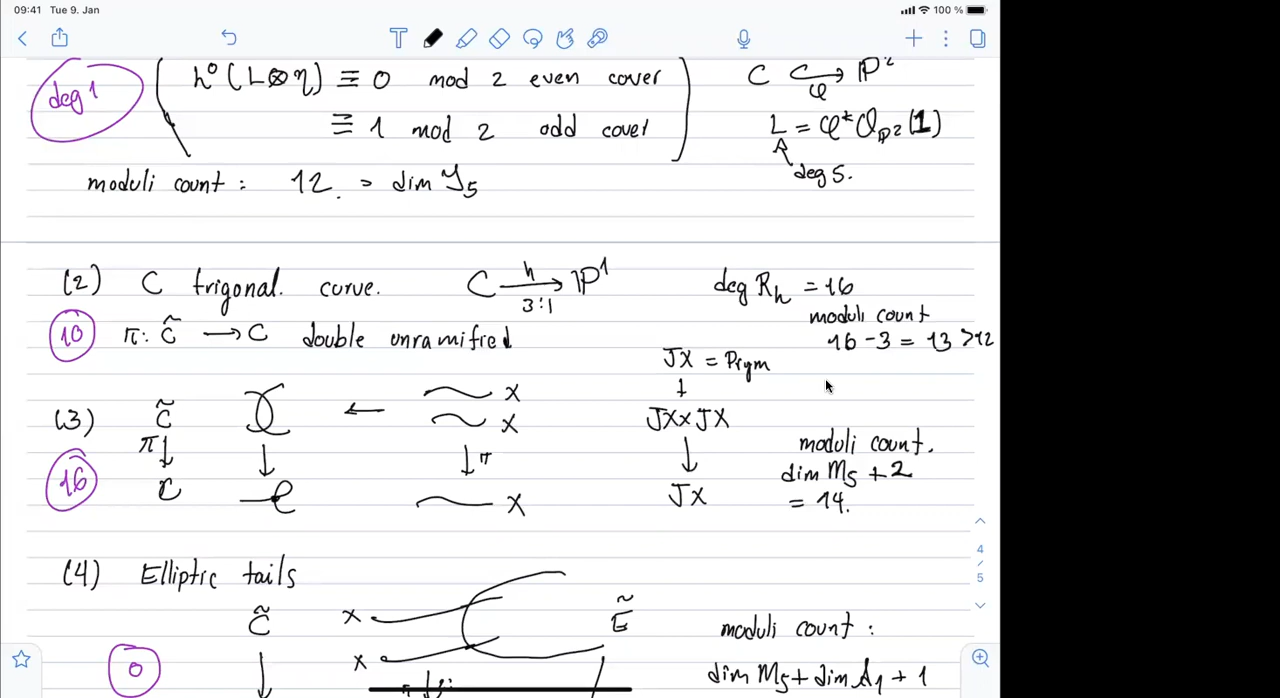 09:41 Tue 9. Jan
100 %
deg 1
h⁰(L⊗η) ≡ 0 mod 2 even cover
≡ 1 mod 2 odd cover
C ↪ P²
φ
L = φ* O_P²(1)
deg 5.
moduli count : 12. = dim Y₅
(2) C trigonal. curve. C →^h P¹
3:1
deg R_h = 16
moduli count
16 - 3 = 13 > 12
10
π: C̃ → C double unramified
JX = Prym
↓
(3) C̃ ← X
X
JX x JX
π↓ ↓ ↓π ↓
16
C X JX
moduli count.
dim M₅ + 2
= 14.
4
/
5
(4) Elliptic tails
C̃ X Ẽ
X
moduli count :
0
dim M₅ + dim A₁ + 1